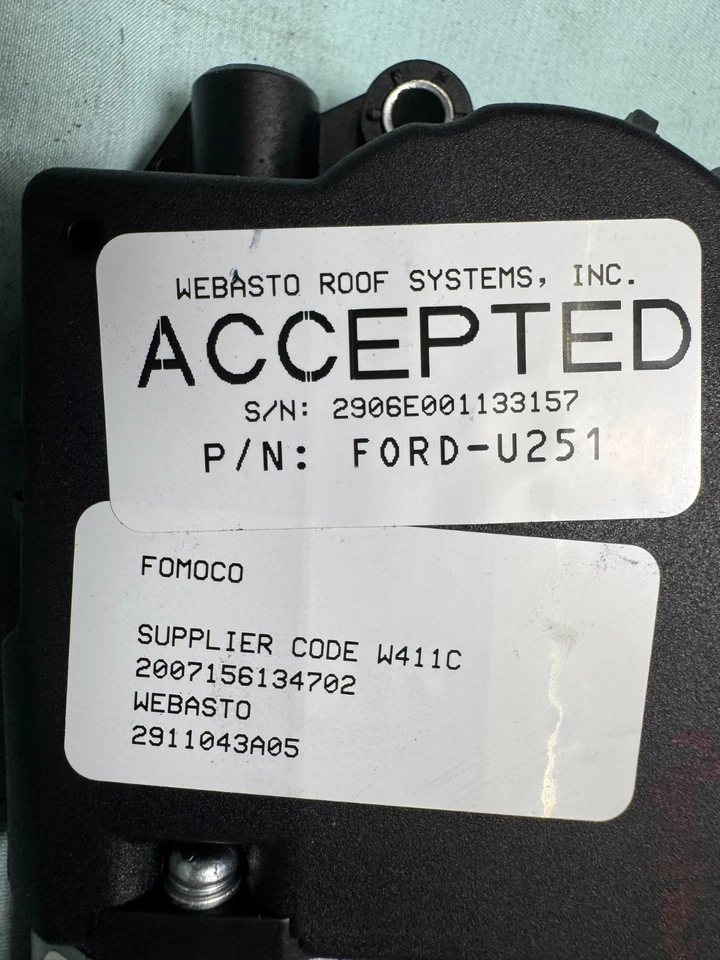 WEBASTO ROOF SYSTEMS, INC.
ACCEPTED
S/N: 2906E001133157
P/N: FORD-U251
FOMOCO
SUPPLIER CODE W411C
2007156134702
WEBASTO
2911043A05